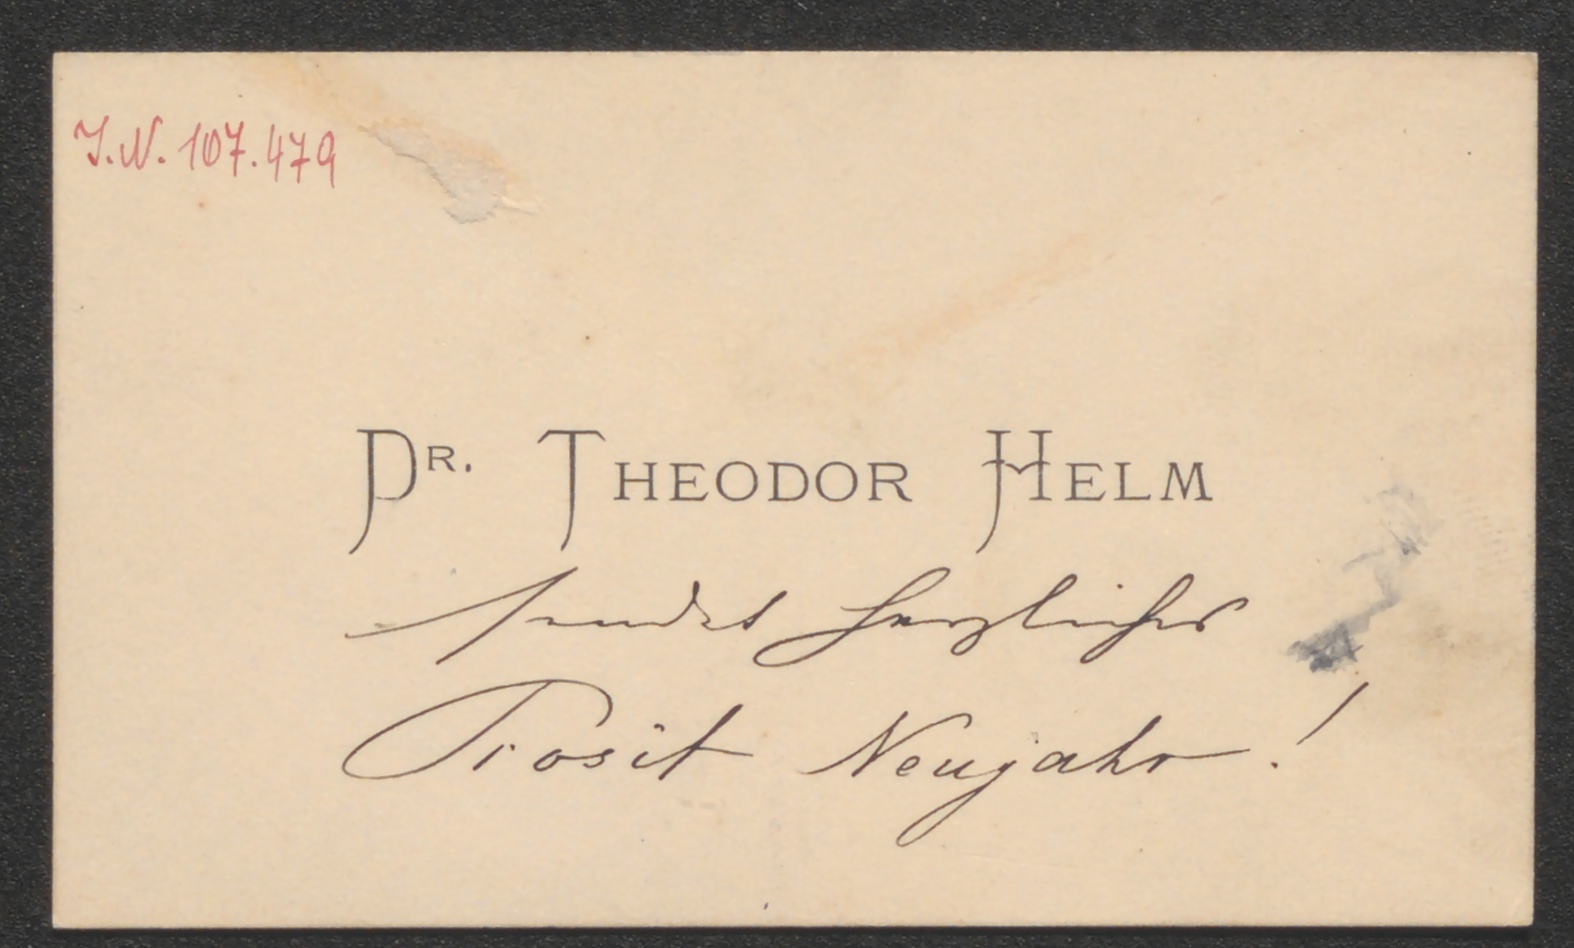 I.N. 107.479
DR. THEODOR HELM
sendet herzliches
Prosit Neujahr!